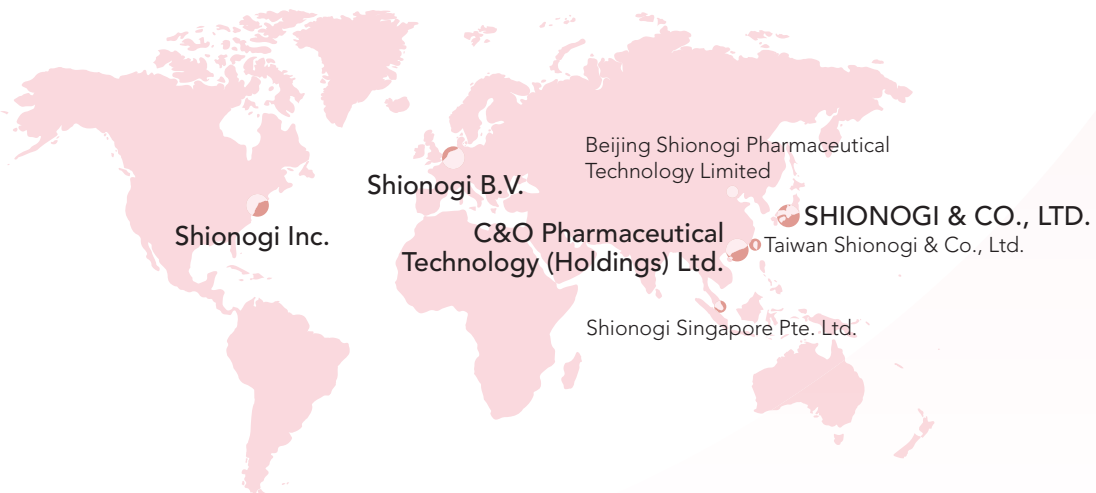 Beijing Shionogi Pharmaceutical
Technology Limited
Shionogi B.V.
SHIONOGI & CO., LTD.
Shionogi Inc.
C&O Pharmaceutical
Technology (Holdings) Ltd.
Taiwan Shionogi & Co., Ltd.
Shionogi Singapore Pte. Ltd.